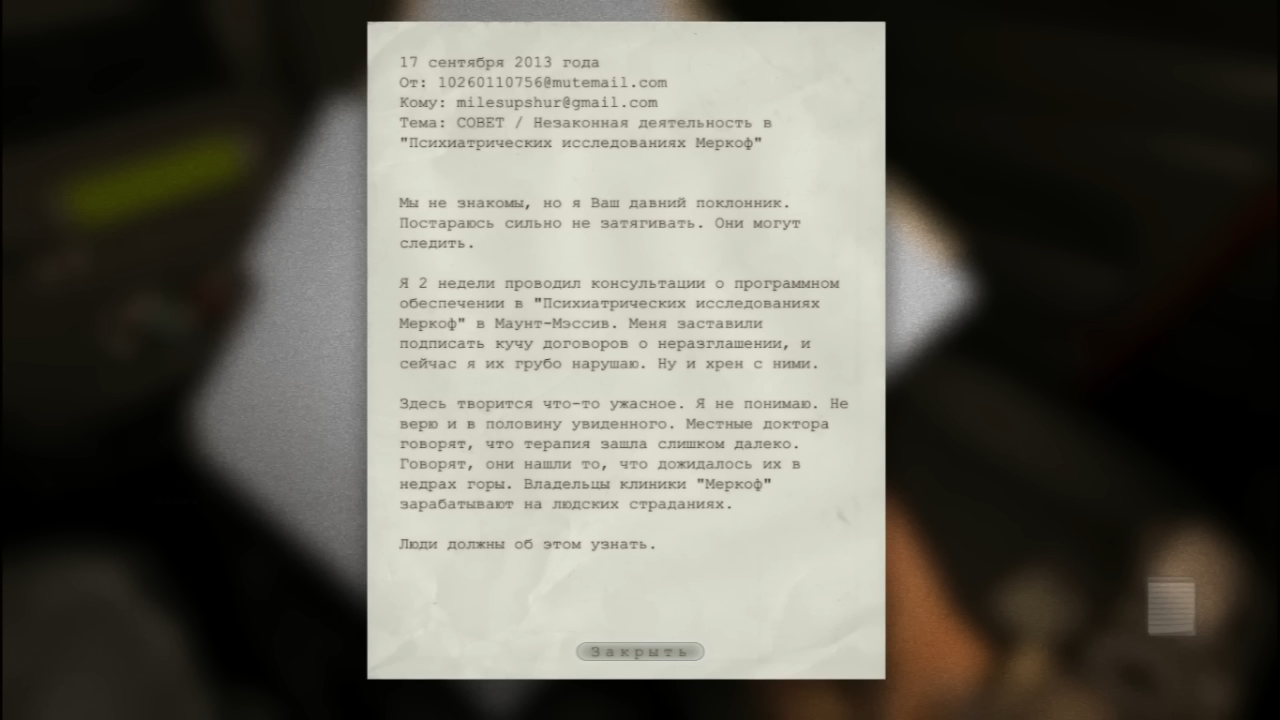 17 сентября 2013 года
От: 10260110756@mutemail.com
Кому: milesupshur@gmail.com
Тема: СОВЕТ / Незаконная деятельность в
"Психиатрических исследованиях Меркоф"
Мы не знакомы, но я Ваш давний поклонник.
Постараюсь сильно не затягивать. Они могут
следить.
Я 2 недели проводил консультации о программном
обеспечении в "Психиатрических исследованиях
Меркоф" в Маунт-Мэссив. Меня заставили
подписать кучу договоров о неразглашении, и
сейчас я их грубо нарушаю. Ну и хрен с ними.
Здесь творится что-то ужасное. Я не понимаю. Не
верю и в половину увиденного. Местные доктора
говорят, что терапия зашла слишком далеко.
Говорят, они нашли то, что дожидалось их в
недрах горы. Владельцы клиники "Меркоф"
зарабатывают на людских страданиях.
Люди должны об этом узнать.
Закрыть